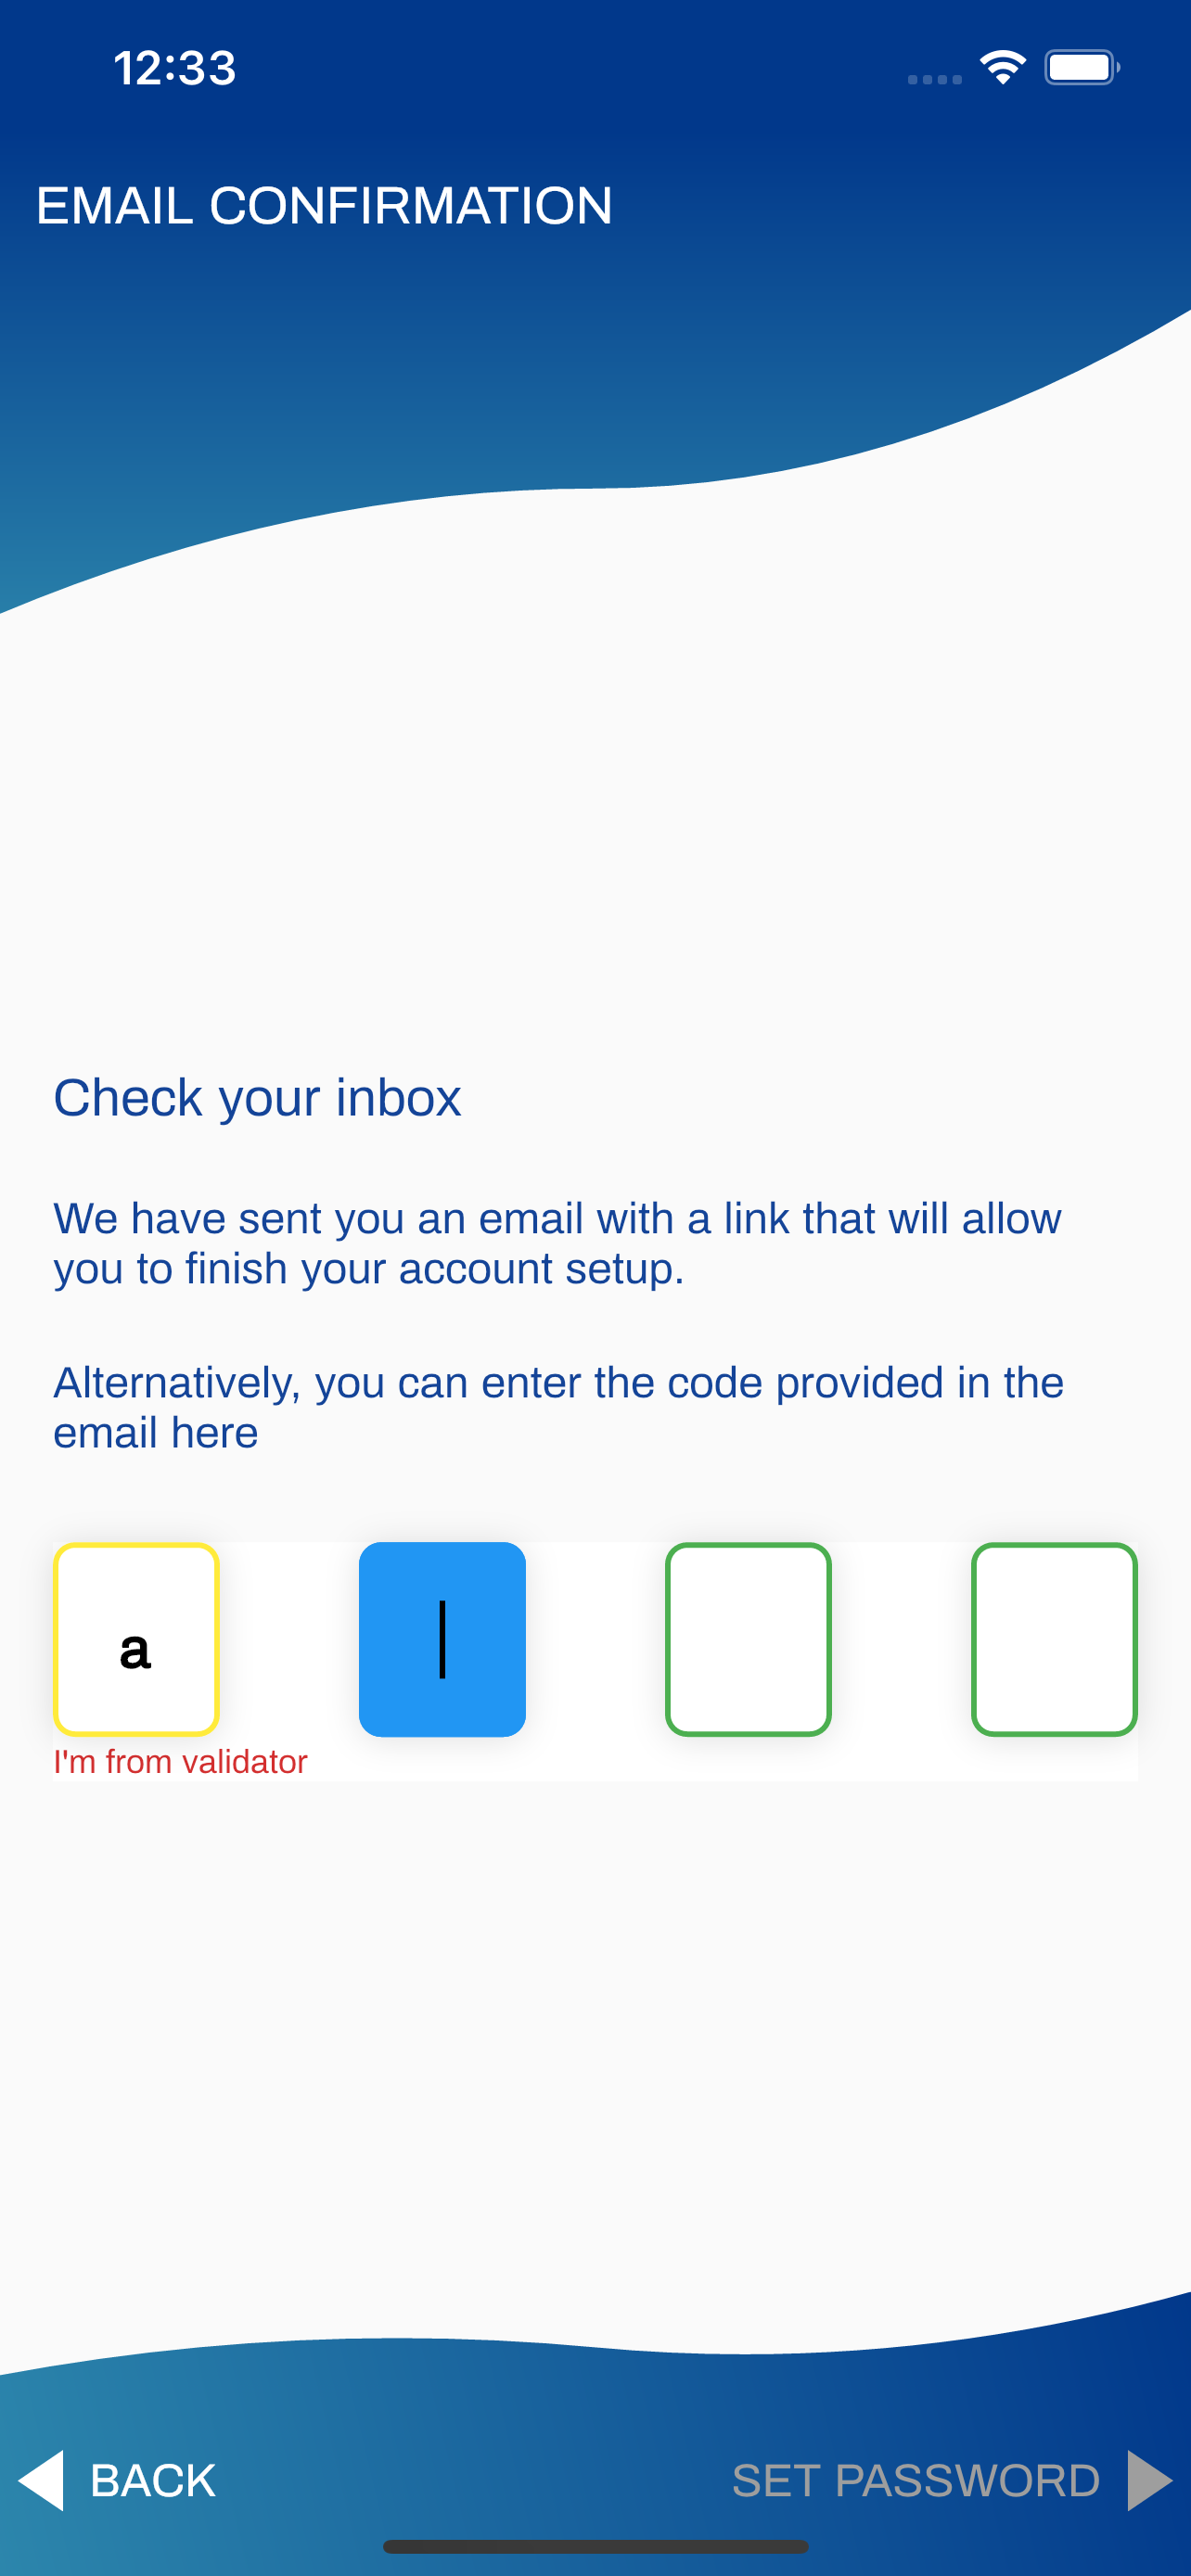 12:33
EMAIL CONFIRMATION
Check your inbox
We have sent you an email with a link that will allow
you to finish your account setup.
Alternatively, you can enter the code provided in the
email here
a
I'm from validator
BACK
SET PASSWORD